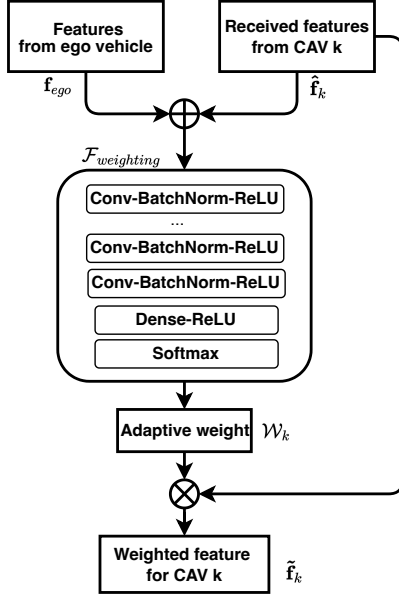 Features
from ego vehicle
Received features
from CAV k
f_ego
f̂_k
F_weighting
Conv-BatchNorm-ReLU
...
Conv-BatchNorm-ReLU
Conv-BatchNorm-ReLU
Dense-ReLU
Softmax
Adaptive weight
W_k
Weighted feature
for CAV k
f̃_k